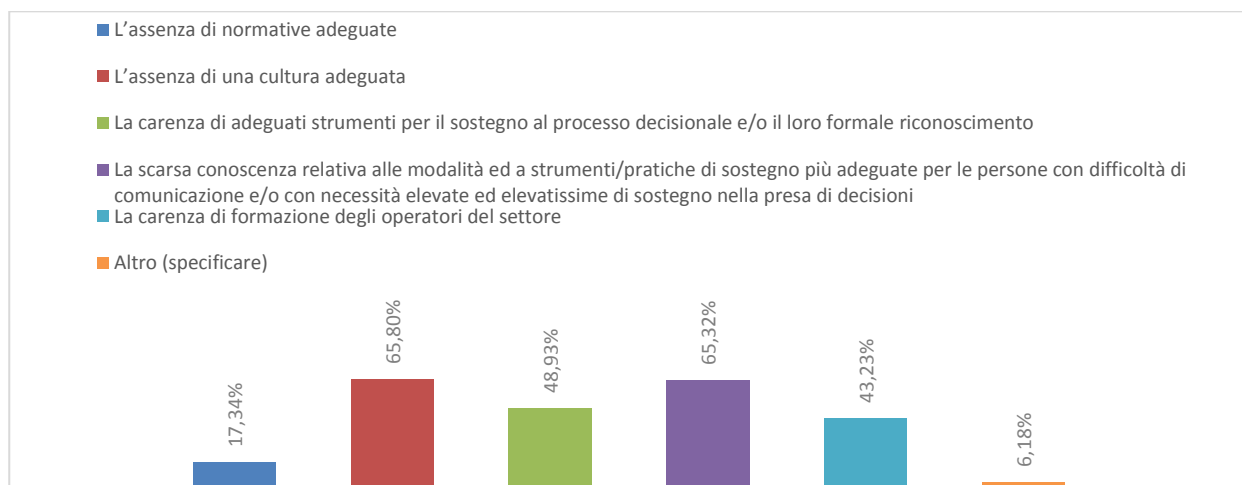 L'assenza di normative adeguate
L'assenza di una cultura adeguata
La carenza di adeguati strumenti per il sostegno al processo decisionale e/o il loro formale riconoscimento
La scarsa conoscenza relativa alle modalità ed a strumenti/pratiche di sostegno più adeguate per le persone con difficoltà di
comunicazione e/o con necessità elevate ed elevatissime di sostegno nella presa di decisioni
La carenza di formazione degli operatori del settore
Altro (specificare)
17,34%
65,80%
48,93%
65,32%
43,23%
6,18%